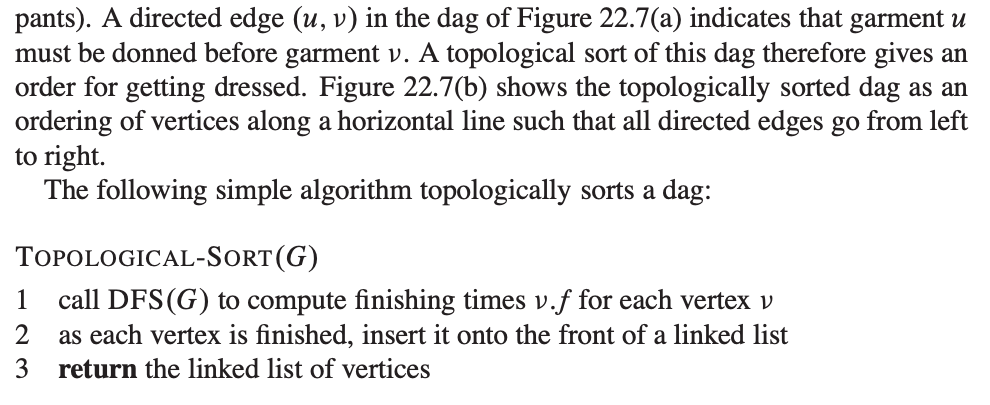 pants). A directed edge (u, v) in the dag of Figure 22.7(a) indicates that garment u
must be donned before garment v. A topological sort of this dag therefore gives an
order for getting dressed. Figure 22.7(b) shows the topologically sorted dag as an
ordering of vertices along a horizontal line such that all directed edges go from left
to right.
The following simple algorithm topologically sorts a dag:
TOPOLOGICAL-SORT(G)
1 call DFS(G) to compute finishing times v.f for each vertex v
2 as each vertex is finished, insert it onto the front of a linked list
3 return the linked list of vertices